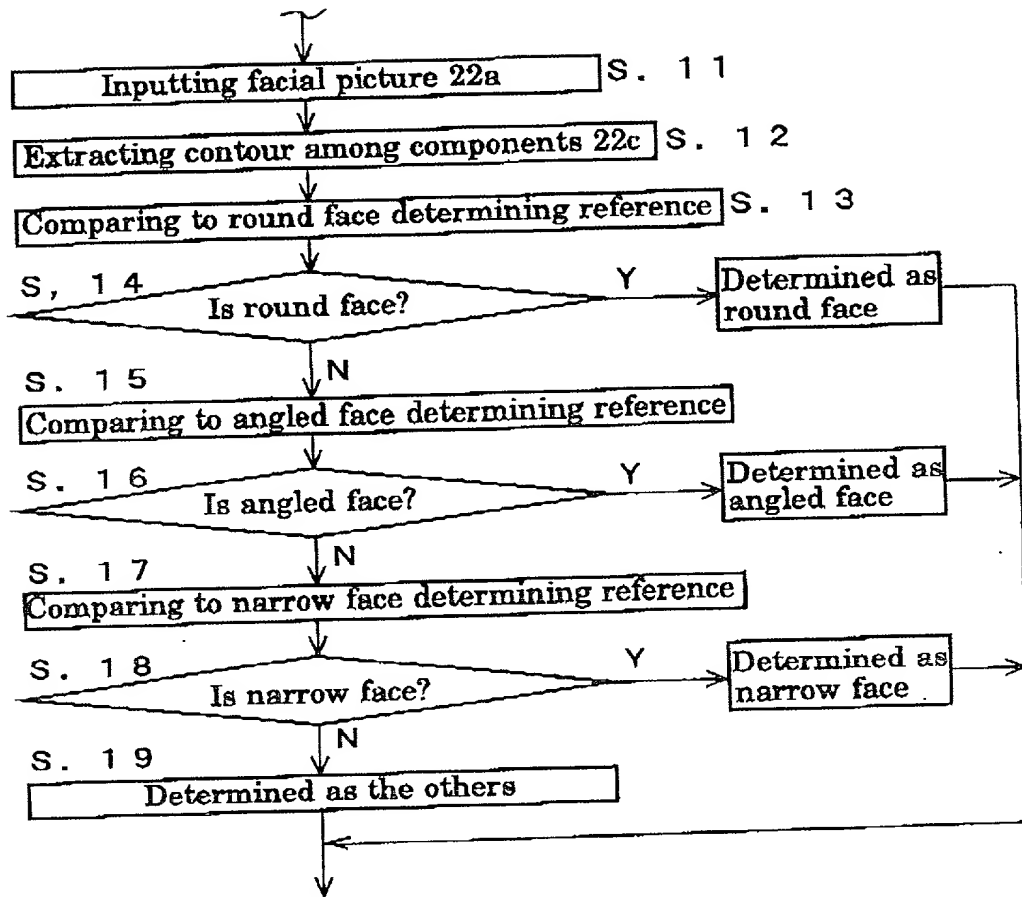 Inputting facial picture 22a S. 11
Extracting contour among components 22c S. 12
Comparing to round face determining reference S. 13
S, 14
Is round face?
Y
Determined as
round face
N
S. 15
Comparing to angled face determining reference
S. 16
Is angled face?
Y
Determined as
angled face
N
S. 17
Comparing to narrow face determining reference
S. 18
Is narrow face?
Y
Determined as
narrow face
N
S. 19
Determined as the others